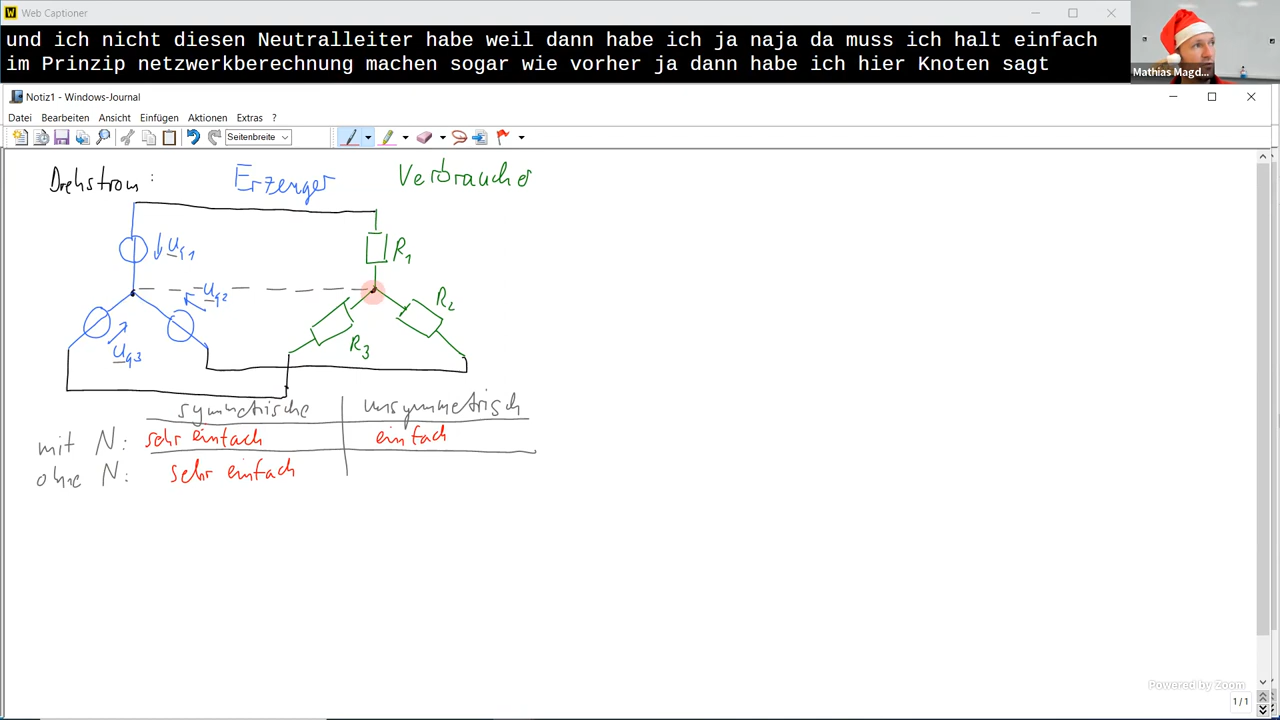 Web Captioner
und ich nicht diesen Neutralleiter habe weil dann habe ich ja naja da muss ich halt einfach
im Prinzip netzwerkberechnung machen sogar wie vorher ja dann habe ich hier Knoten sagt
Mathias Magd...
Notiz1 - Windows-Journal
Datei Bearbeiten Ansicht Einfügen Aktionen Extras ?
Seitenbreite
Drehstrom: Erzeuger Verbraucher
U q1
R1
U q2
R2
U q3
R3
symmetrische unsymmetrisch
mit N: sehr einfach einfach
ohne N: sehr einfach
Powered by Zoom
1/1